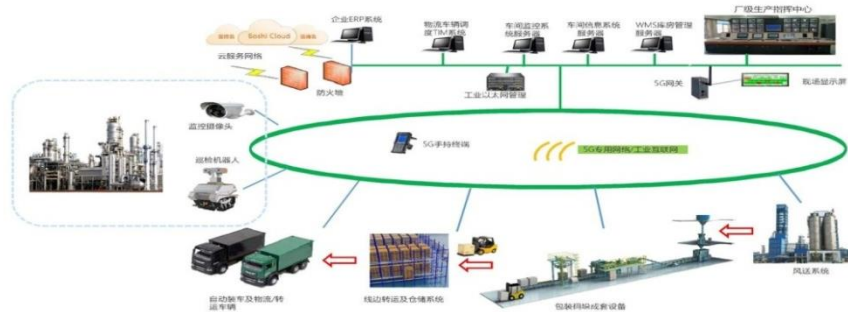 企业ERP系统
物流车辆调
度TIM系统
车间监控系
统服务器
车间信息系统
服务器
WMS库房管理
服务器
厂级生产指挥中心
Boshi Cloud
云服务网络
防火墙
工业以太网管理
5G网关
现场显示屏
监控摄像头
5G手持终端
5G专用网络/工业互联网
巡检机器人
自动装车及物流/转
运车辆
线边转运及仓储系统
包装码垛成套设备
风送系统